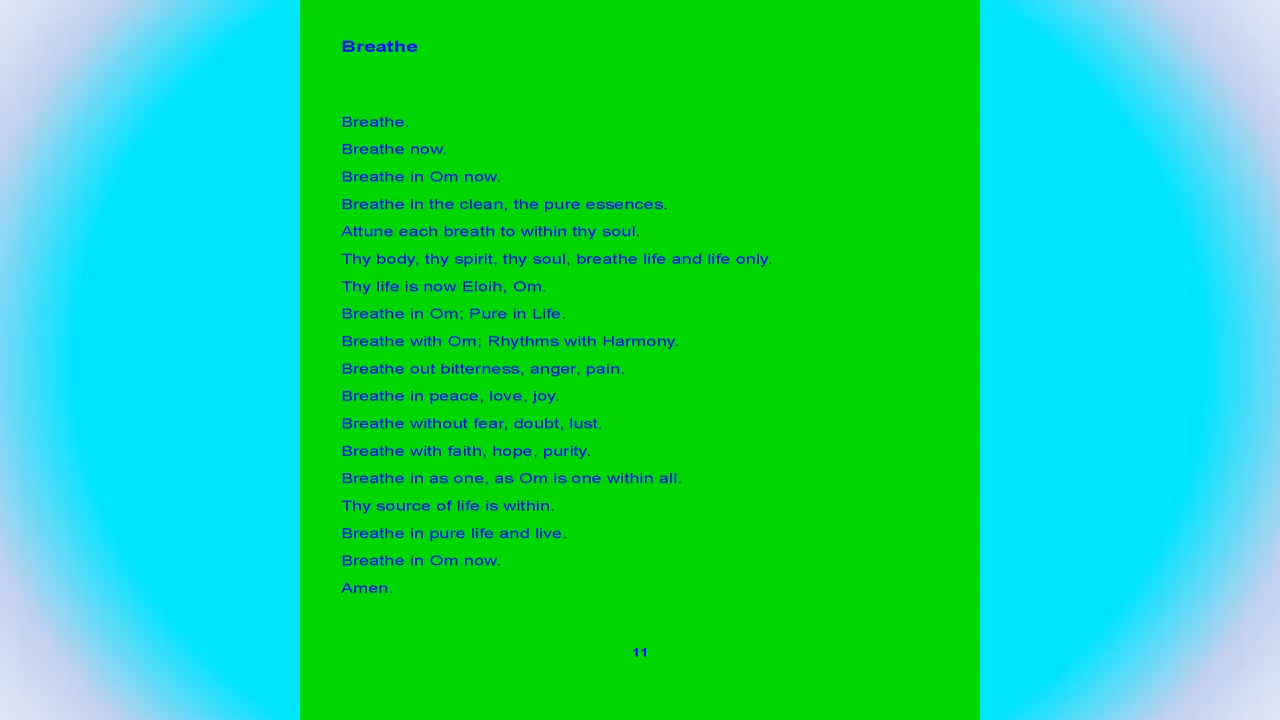 Breathe
Breathe.
Breathe now.
Breathe in Om now.
Breathe in the clean, the pure essences.
Attune each breath to within thy soul.
Thy body, thy spirit, thy soul, breathe life and life only.
Thy life is now Eloih, Om.
Breathe in Om; Pure in Life.
Breathe with Om; Rhythms with Harmony.
Breathe out bitterness, anger, pain.
Breathe in peace, love, joy.
Breathe without fear, doubt, lust.
Breathe with faith, hope, purity.
Breathe in as one, as Om is one within all.
Thy source of life is within.
Breathe in pure life and live.
Breathe in Om now.
Amen.
11